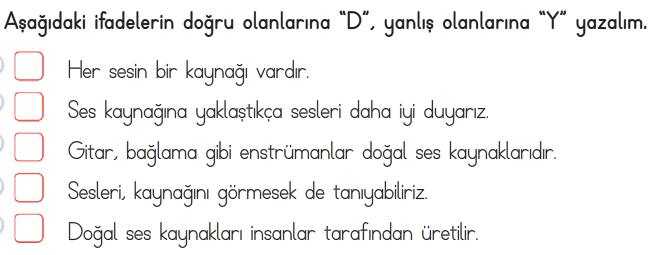 Aşağıdaki ifadelerin doğru olanlarına “D”, yanlış olanlarına “Y” yazalım.
Her sesin bir kaynağı vardır.
Ses kaynağına yaklaştıkça sesleri daha iyi duyarız.
Gitar, bağlama gibi enstrümanlar doğal ses kaynaklarıdır.
Sesleri, kaynağını görmesek de tanıyabiliriz.
Doğal ses kaynakları insanlar tarafından üretilir.